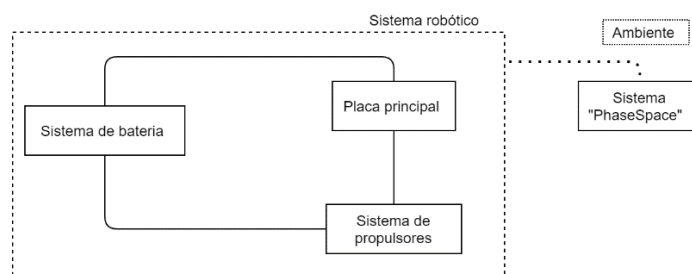 Sistema robótico
Ambiente
Sistema de bateria
Placa principal
Sistema
"PhaseSpace"
Sistema de
propulsores